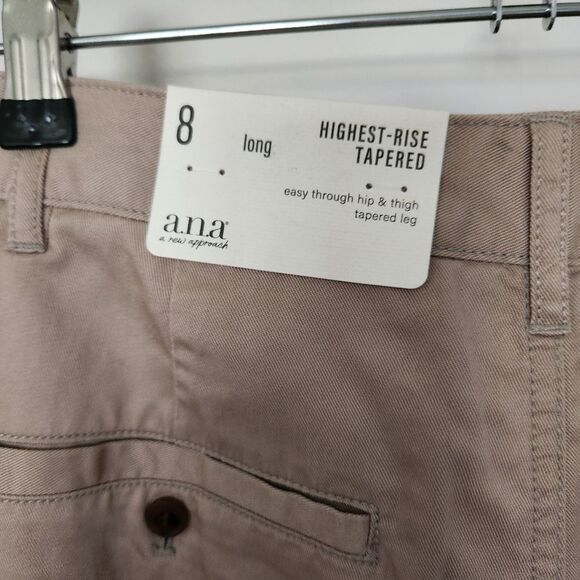 8
long
HIGHEST-RISE
TAPERED
easy through hip & thigh
tapered leg
a.n.a®
a new approach